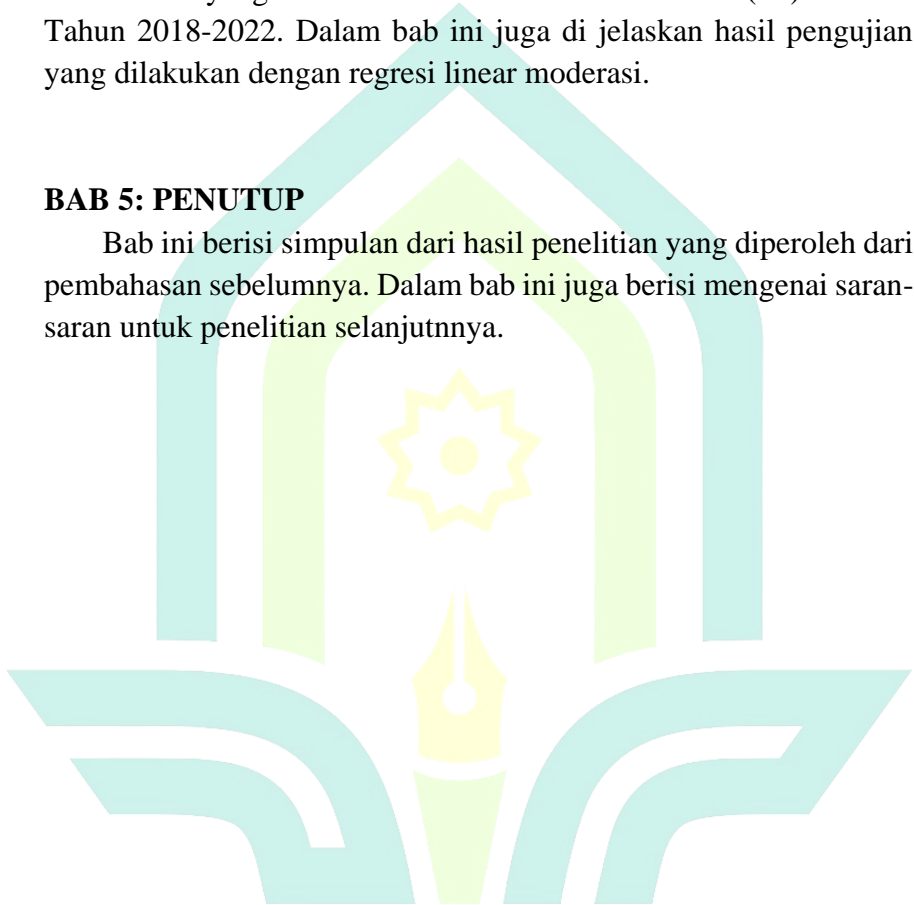 Tahun 2018-2022. Dalam bab ini juga di jelaskan hasil pengujian
yang dilakukan dengan regresi linear moderasi.
BAB 5: PENUTUP
Bab ini berisi simpulan dari hasil penelitian yang diperoleh dari
pembahasan sebelumnya. Dalam bab ini juga berisi mengenai saran-
saran untuk penelitian selanjutnnya.